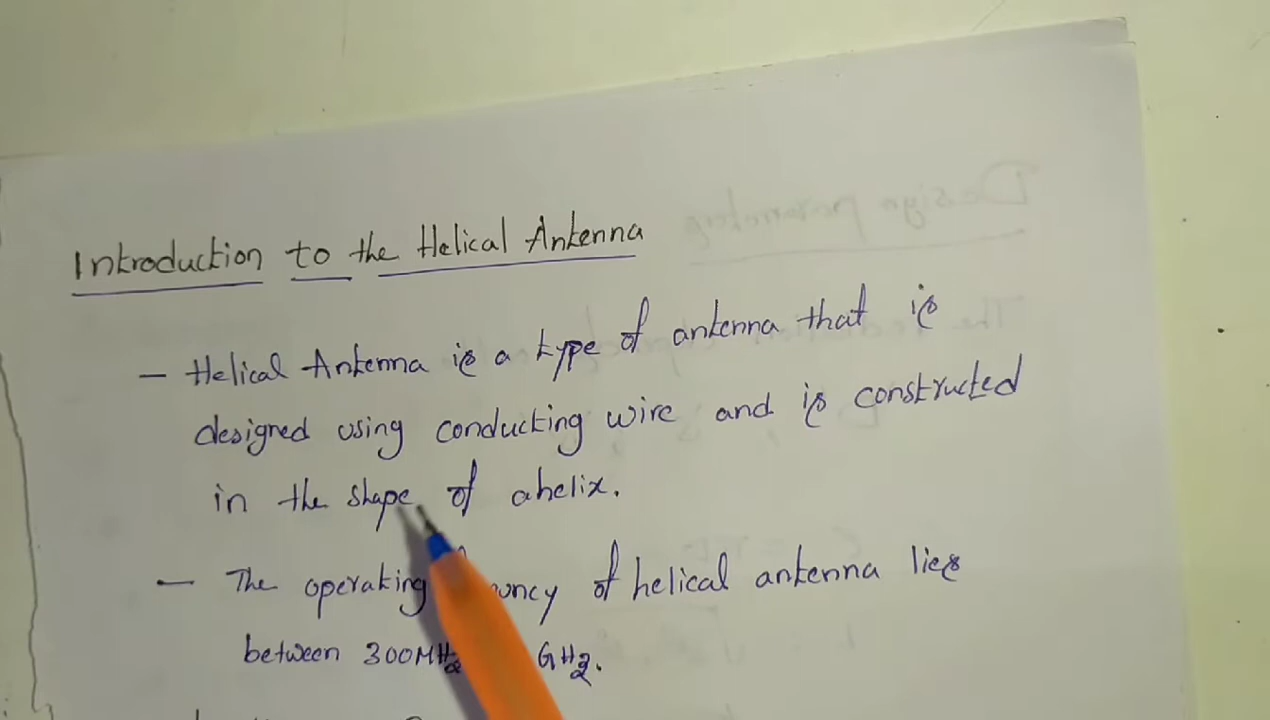 Introduction to the Helical Antenna
- Helical Antenna is a type of antenna that is
designed using conducting wire and is constructed
in the shape of ahelix.
- The operating of helical antenna lies
between 300MHz GHz.